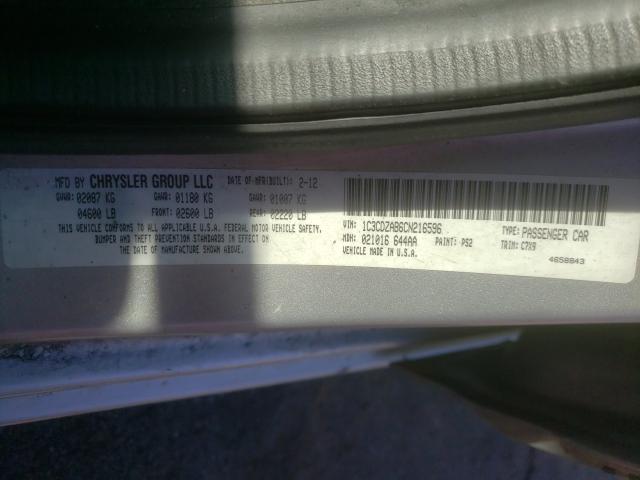 MFD BY CHRYSLER GROUP LLC DATE OF MFR(BUILT): 2-12
GVWR: 02087 KG GAWR: 01180 KG GAWR: 01007 KG
04600 LB FRONT: 02600 LB REAR: 02220 LB
THIS VEHICLE CONFORMS TO ALL APPLICABLE U.S.A. FEDERAL MOTOR VEHICLE SAFETY,
BUMPER AND THEFT PREVENTION STANDARDS IN EFFECT ON
THE DATE OF MANUFACTURE SHOWN ABOVE.
VIN: 1C3CDZAB6CN216596 TYPE: PASSENGER CAR
MDH: 021016 644AA PAINT: PS2 TRIM: C7X9
VEHICLE MADE IN U.S.A. 4658843